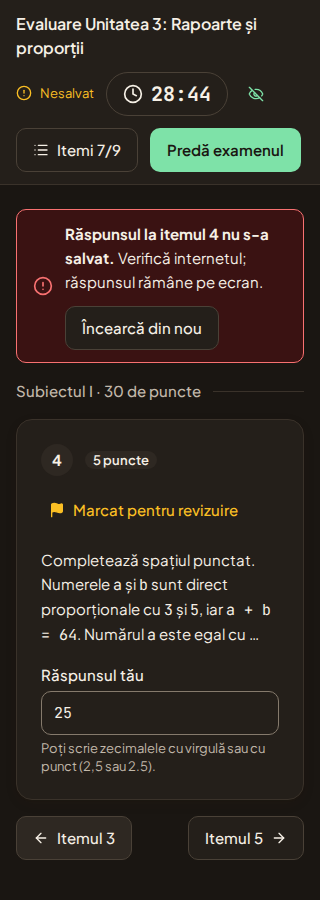 Evaluare Unitatea 3: Rapoarte și
proporții
Nesalvat
28:44
Itemi 7/9
Predă examenul
Răspunsul la itemul 4 nu s-a
salvat. Verifică internetul;
răspunsul rămâne pe ecran.
Încearcă din nou
Subiectul I · 30 de puncte
4
5 puncte
Marcat pentru revizuire
Completează spațiul punctat.
Numerele a și b sunt direct
proporționale cu 3 și 5, iar a + b
= 64. Numărul a este egal cu …
Răspunsul tău
25
Poți scrie zecimalele cu virgulă sau cu
punct (2,5 sau 2.5).
Itemul 3
Itemul 5